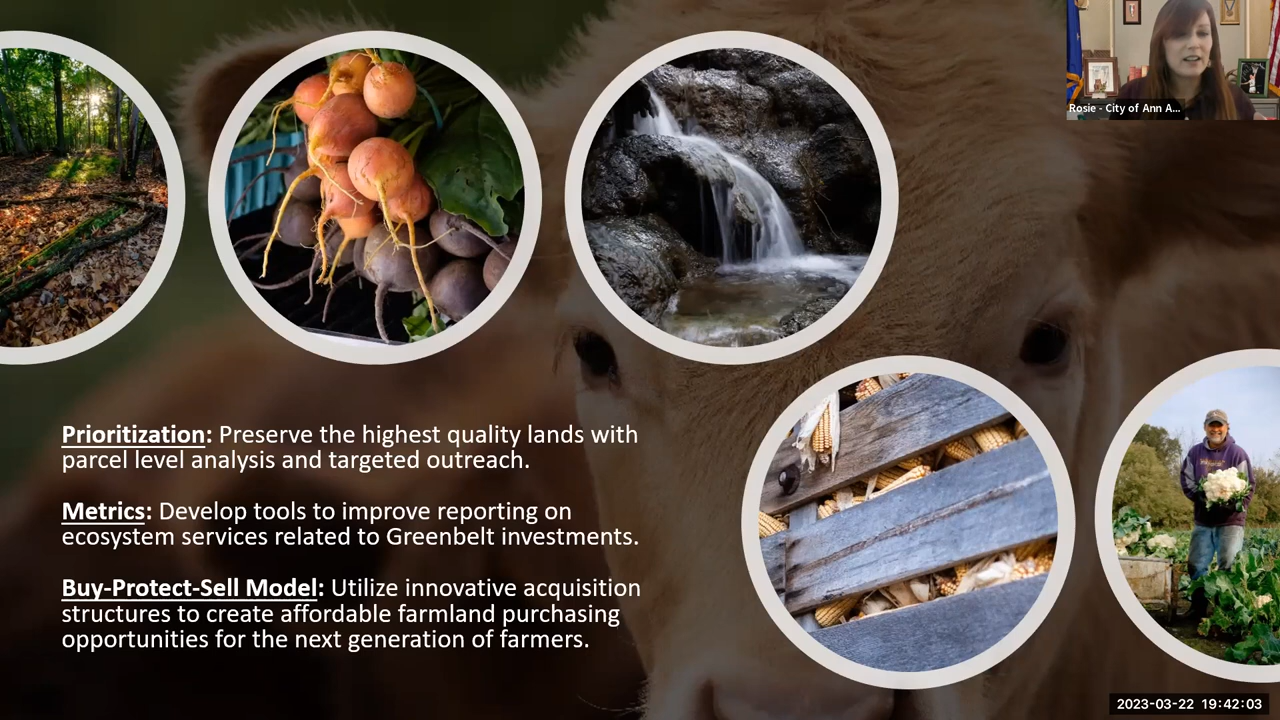 Rosie - City of Ann A...
Prioritization: Preserve the highest quality lands with
parcel level analysis and targeted outreach.
Metrics: Develop tools to improve reporting on
ecosystem services related to Greenbelt investments.
Buy-Protect-Sell Model: Utilize innovative acquisition
structures to create affordable farmland purchasing
opportunities for the next generation of farmers.
2023-03-22 19:42:03